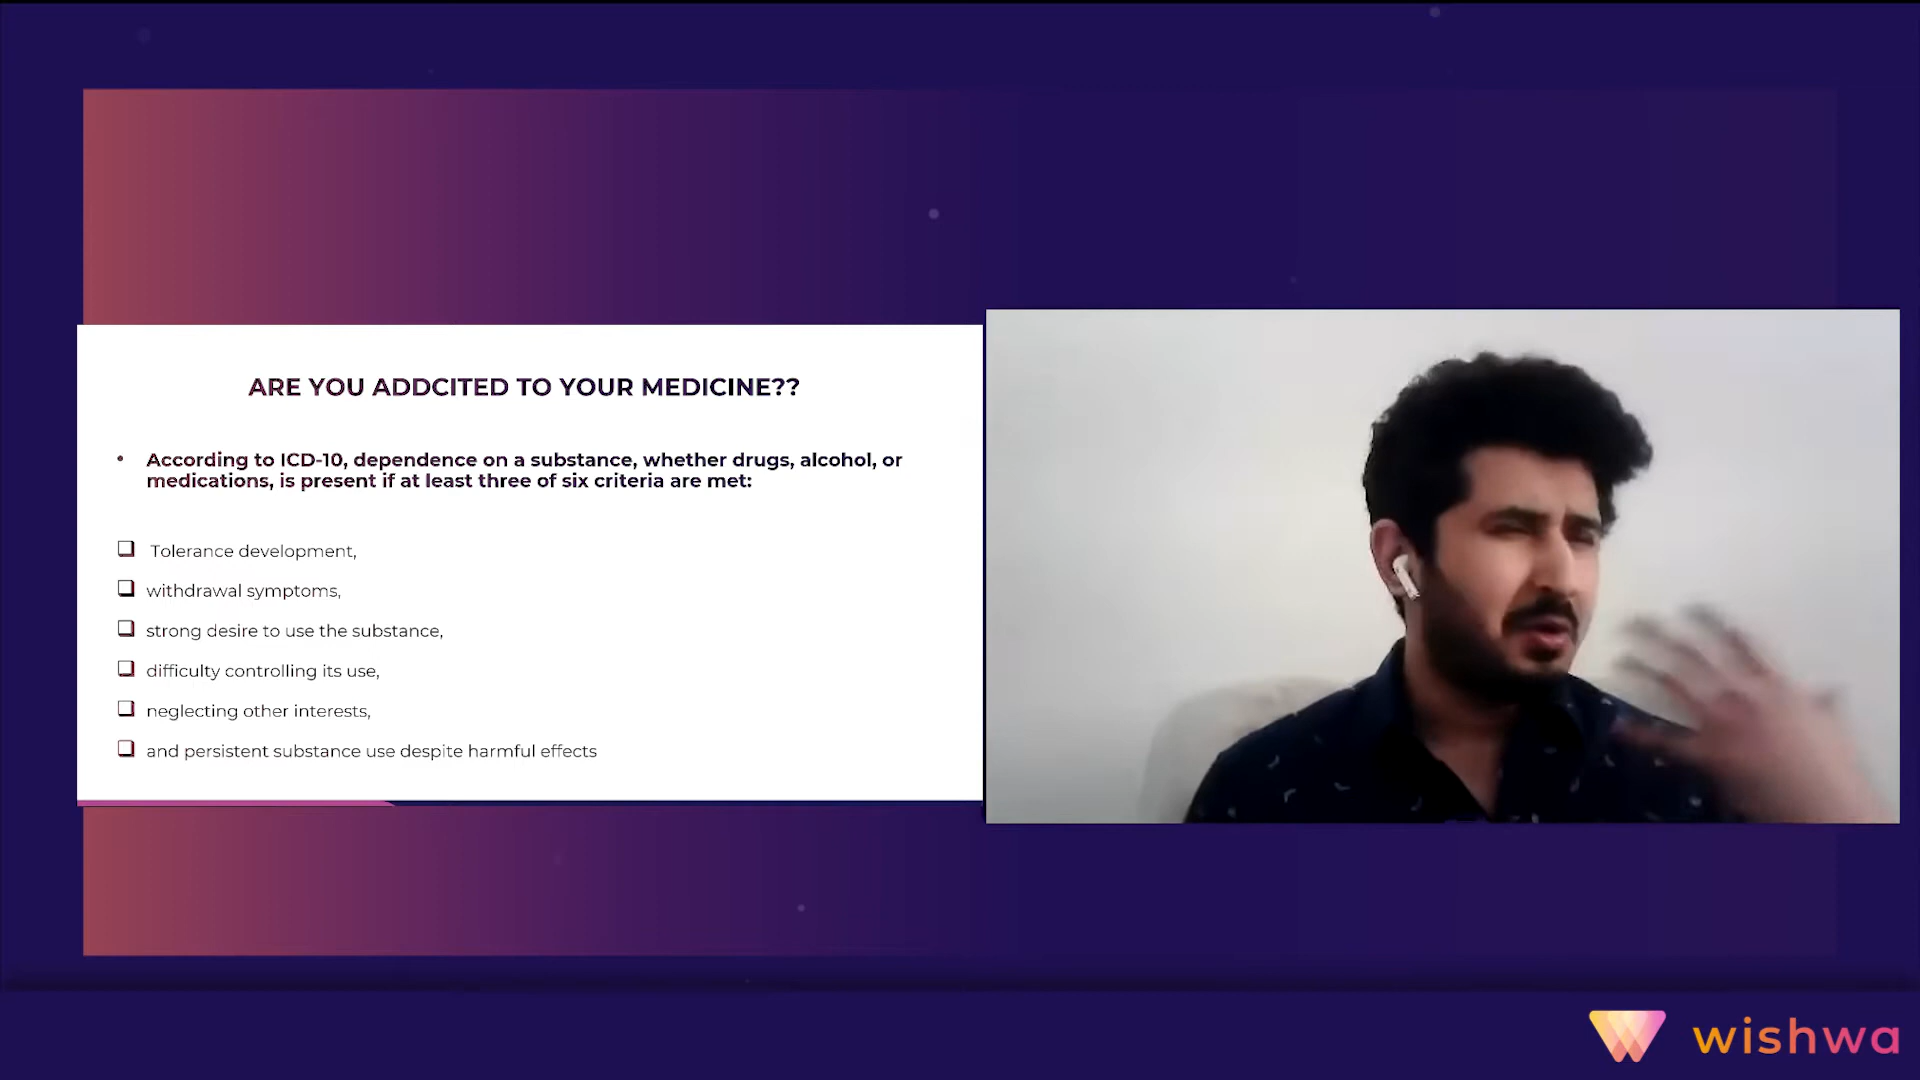 ARE YOU ADDCITED TO YOUR MEDICINE??
• According to ICD-10, dependence on a substance, whether drugs, alcohol, or
medications, is present if at least three of six criteria are met:
❑ Tolerance development,
❑ withdrawal symptoms,
❑ strong desire to use the substance,
❑ difficulty controlling its use,
❑ neglecting other interests,
❑ and persistent substance use despite harmful effects
wishwa